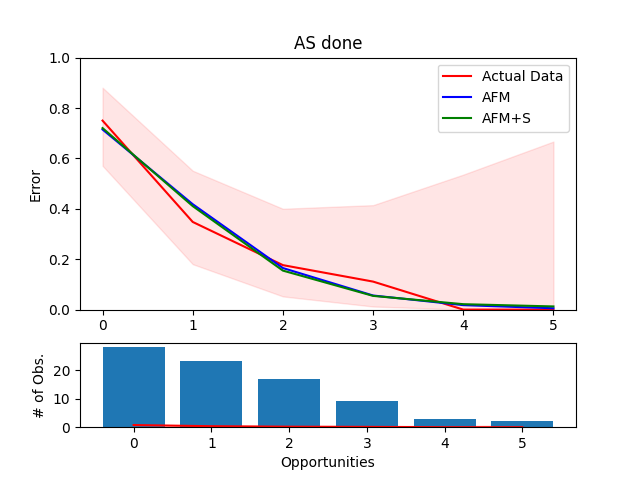 AS done
Error
1.0
0.8
0.6
0.4
0.2
0.0
Actual Data
AFM
AFM+S
0 1 2 3 4 5
# of Obs.
20
10
0
0 1 2 3 4 5
Opportunities